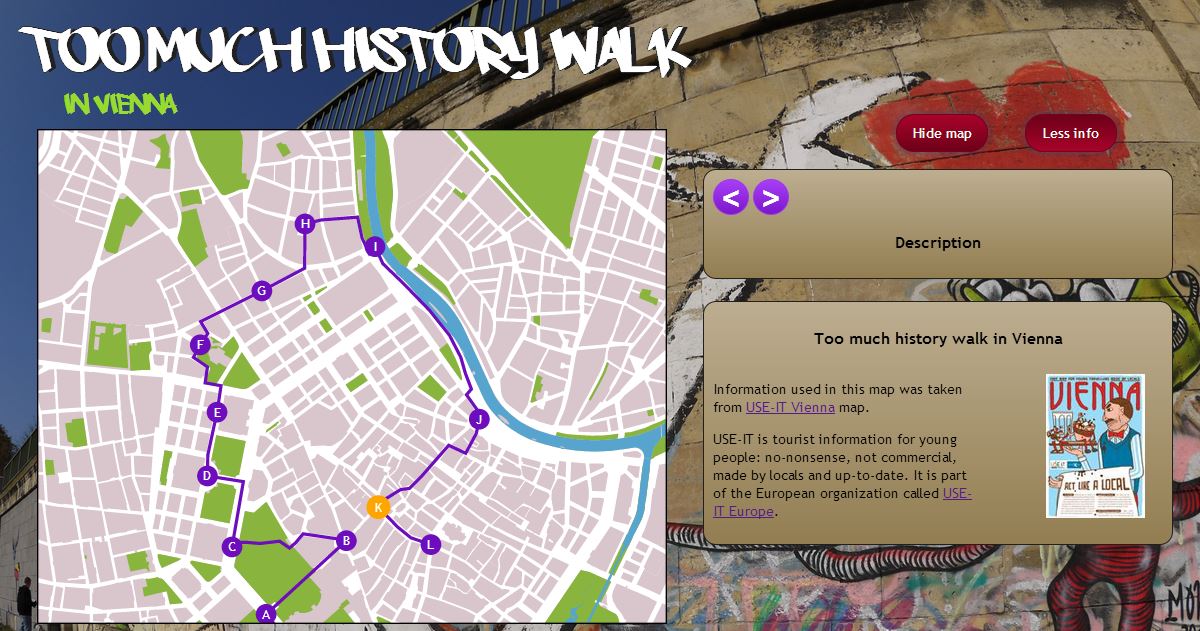 TOO MUCH HISTORY WALK
IN VIENNA
Hide map
Less info
< >
Description
H
I
G
F
E
J
D
K
C
B
L
A
Too much history walk in Vienna
Information used in this map was taken
from USE-IT Vienna map.
USE-IT is tourist information for young
people: no-nonsense, not commercial,
made by locals and up-to-date. It is part
of the European organization called USE-
IT Europe.
VIENNA
ACT LIKE A LOCAL